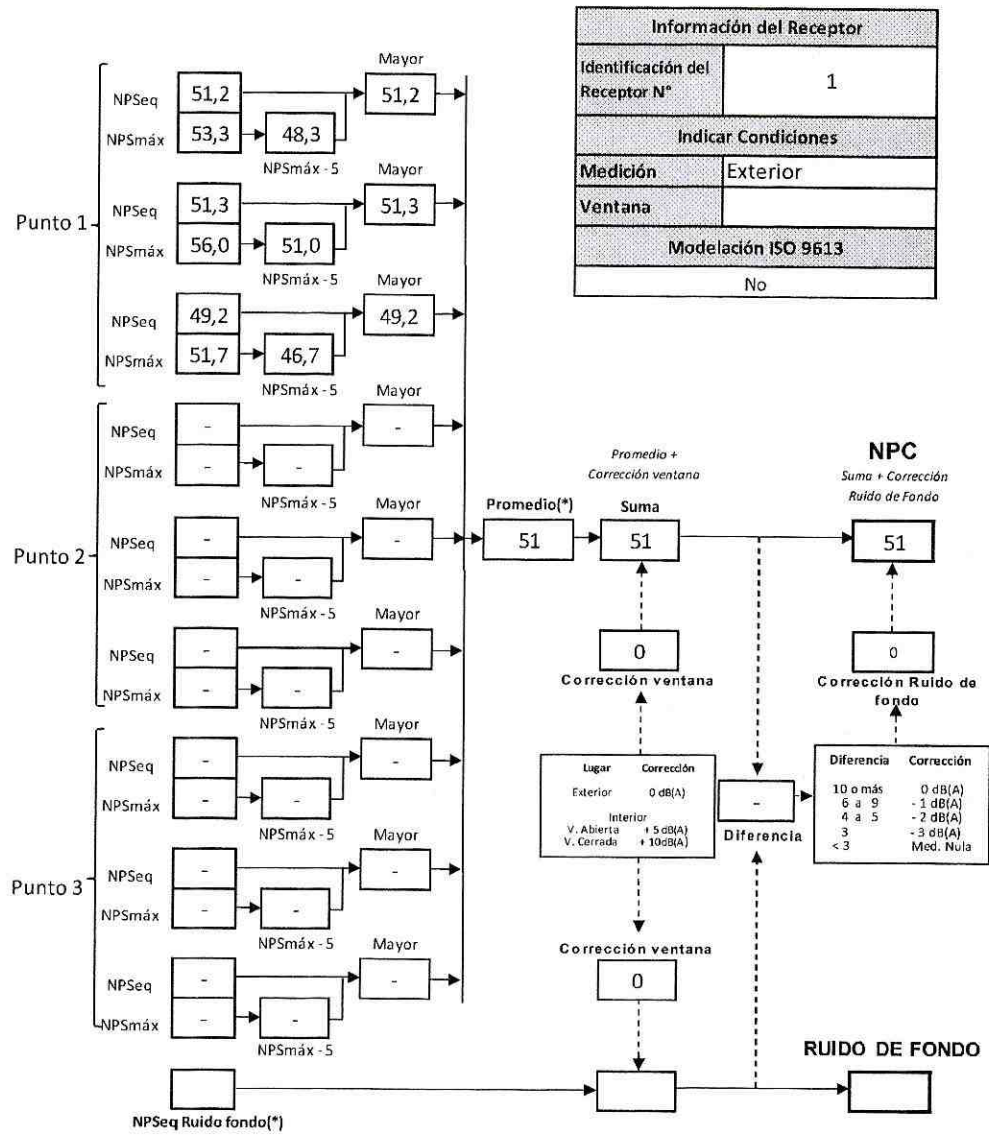 Información del Receptor
Identificación del Receptor N°
1
Indicar Condiciones
Medición
Exterior
Ventana
Modelación ISO 9613
No
Punto 1
NPSeq
51,2
Mayor
51,2
NPSmáx
53,3
48,3
NPSmáx - 5
NPSeq
51,3
Mayor
51,3
NPSmáx
56,0
51,0
NPSmáx - 5
NPSeq
49,2
Mayor
49,2
NPSmáx
51,7
46,7
NPSmáx - 5
Punto 2
NPSeq
-
Mayor
-
NPSmáx
-
-
NPSmáx - 5
NPSeq
-
Mayor
-
NPSmáx
-
-
NPSmáx - 5
NPSeq
-
Mayor
-
NPSmáx
-
-
NPSmáx - 5
Punto 3
NPSeq
-
Mayor
-
NPSmáx
-
-
NPSmáx - 5
NPSeq
-
Mayor
-
NPSmáx
-
-
NPSmáx - 5
NPSeq
-
Mayor
-
NPSmáx
-
-
NPSmáx - 5
NPSeq Ruido fondo(*)
Promedio(*)
51
Promedio +
Corrección ventana
Suma
51
0
Corrección ventana
Lugar Corrección
Exterior 0 dB(A)
Interior
V. Abierta + 5 dB(A)
V. Cerrada + 10dB(A)
Corrección ventana
0
-
Diferencia
NPC
Suma + Corrección
Ruido de Fondo
51
0
Corrección Ruido de
fondo
Diferencia Corrección
10 o más 0 dB(A)
6 a 9 - 1 dB(A)
4 a 5 - 2 dB(A)
3 - 3 dB(A)
< 3 Med. Nula
RUIDO DE FONDO